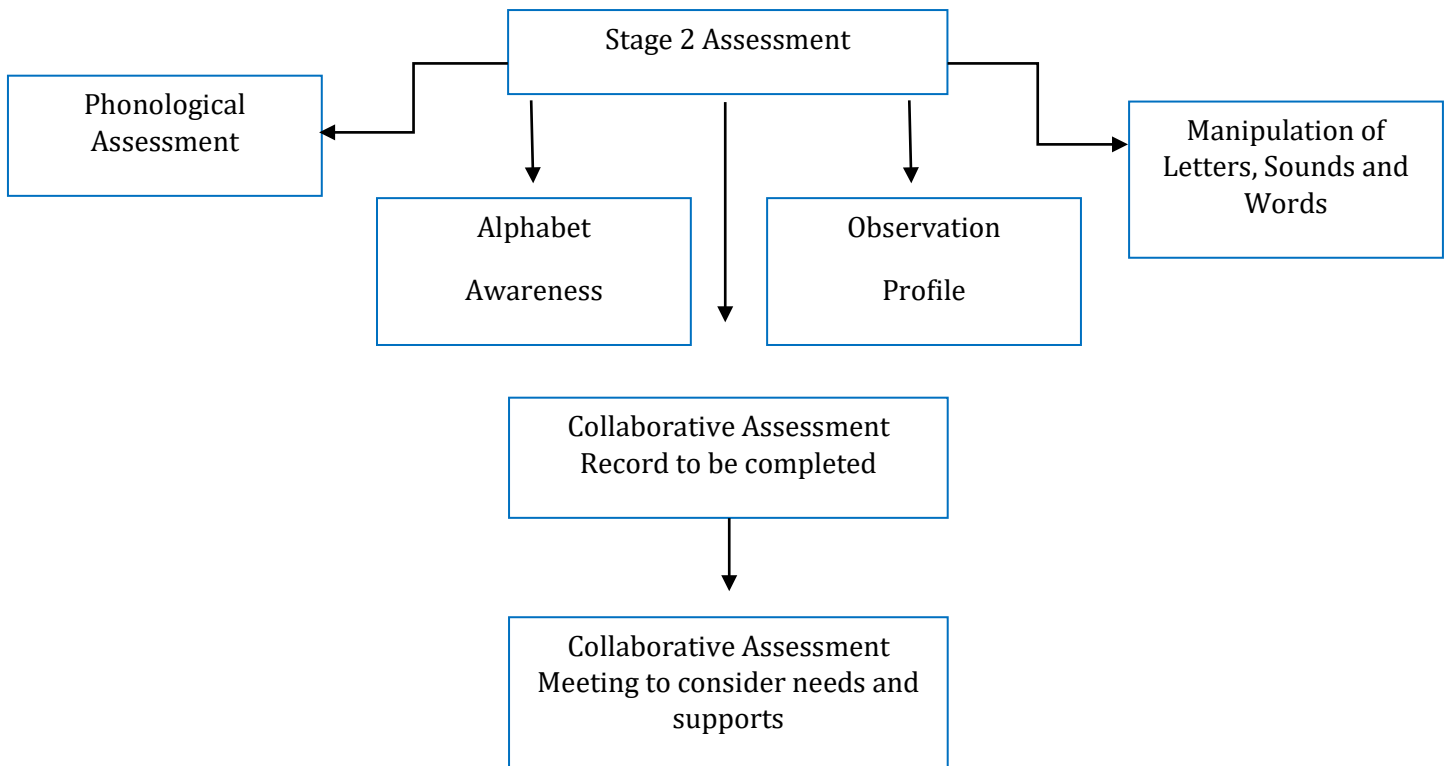 Stage 2 Assessment
Phonological
Assessment
Manipulation of
Letters, Sounds and
Words
Alphabet
Awareness
Observation
Profile
Collaborative Assessment
Record to be completed
Collaborative Assessment
Meeting to consider needs and
supports